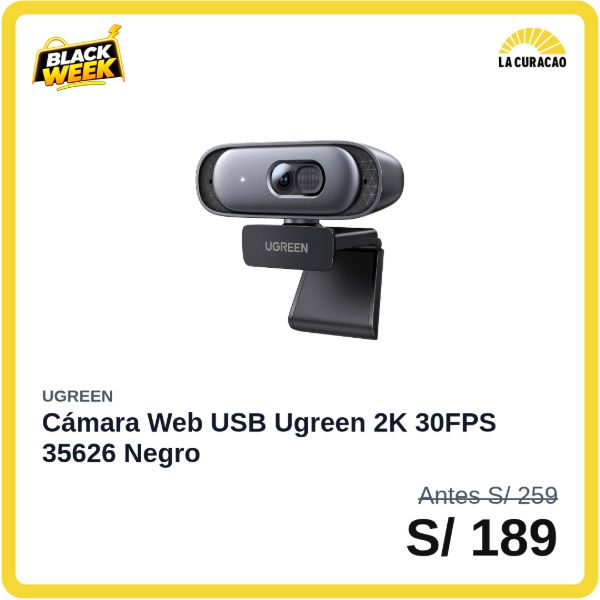 BLACK
WEEK
LA CURACAO
UGREEN
UGREEN
Cámara Web USB Ugreen 2K 30FPS
35626 Negro
Antes S/ 259
S/ 189